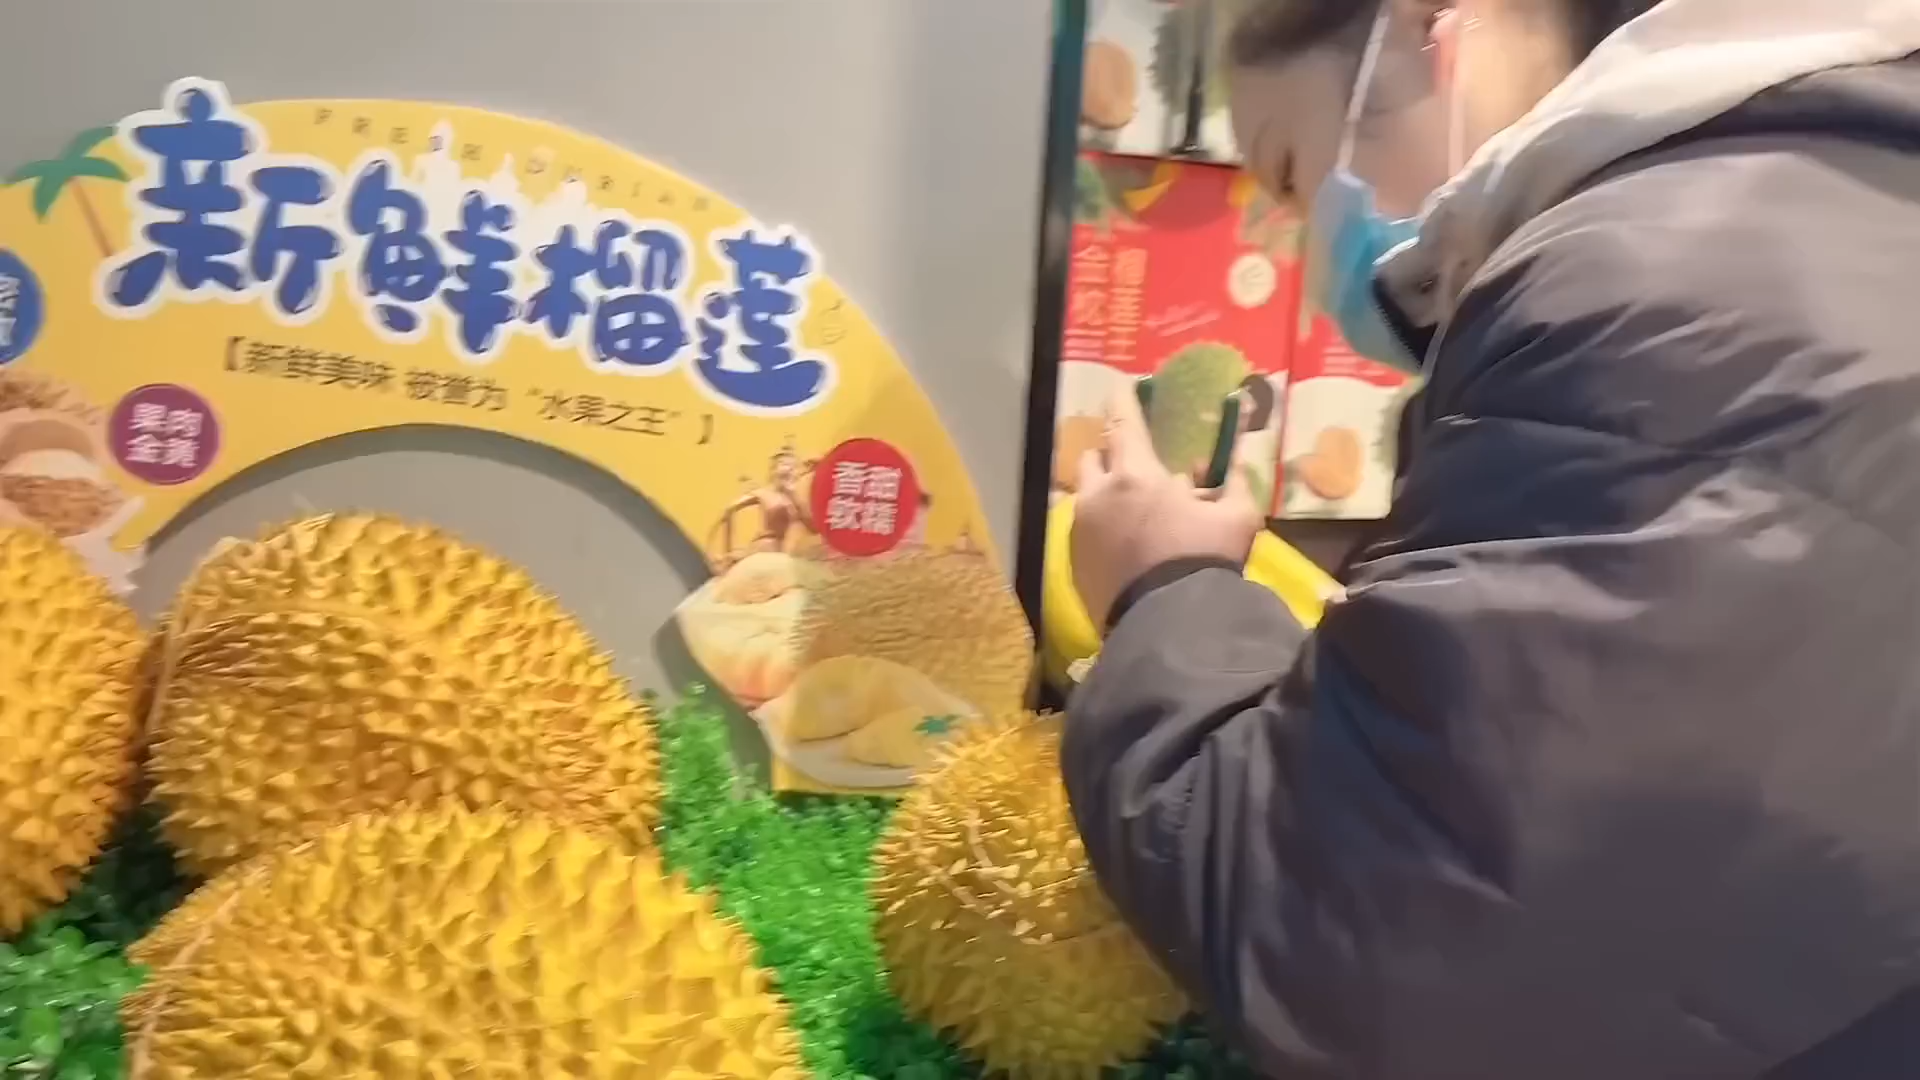 FRESH DURIAN
新鲜榴莲
【新鲜美味 被誉为 “水果之王”】
果肉
金黄
香甜
软糯